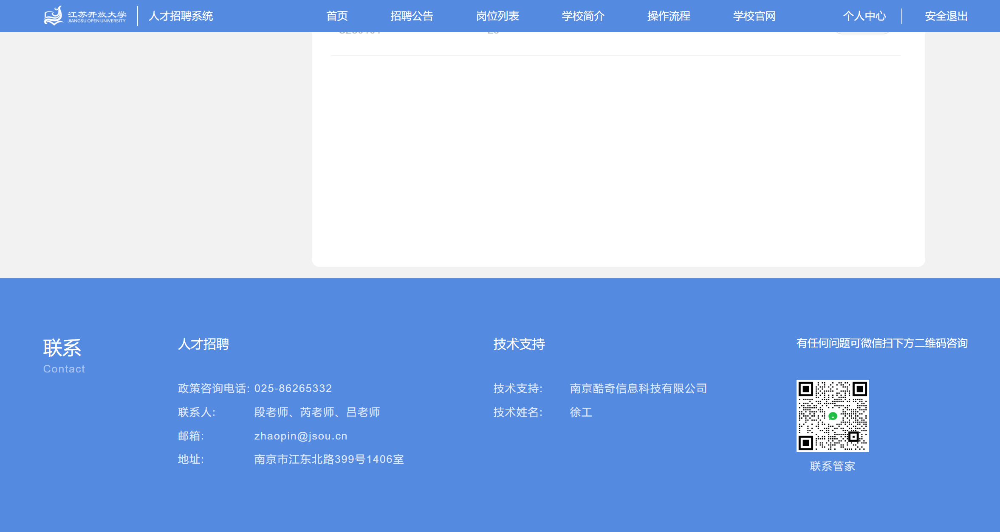 江苏开放大学
JIANGSU OPEN UNIVERSITY
人才招聘系统
首页 招聘公告 岗位列表 学校简介 操作流程 学校官网 个人中心 安全退出
联系
Contact
人才招聘
政策咨询电话: 025-86265332
联系人: 段老师、芮老师、吕老师
邮箱: zhaopin@jsou.cn
地址: 南京市江东北路399号1406室
技术支持
技术支持: 南京酷奇信息科技有限公司
技术姓名: 徐工
有任何问题可微信扫下方二维码咨询
联系管家